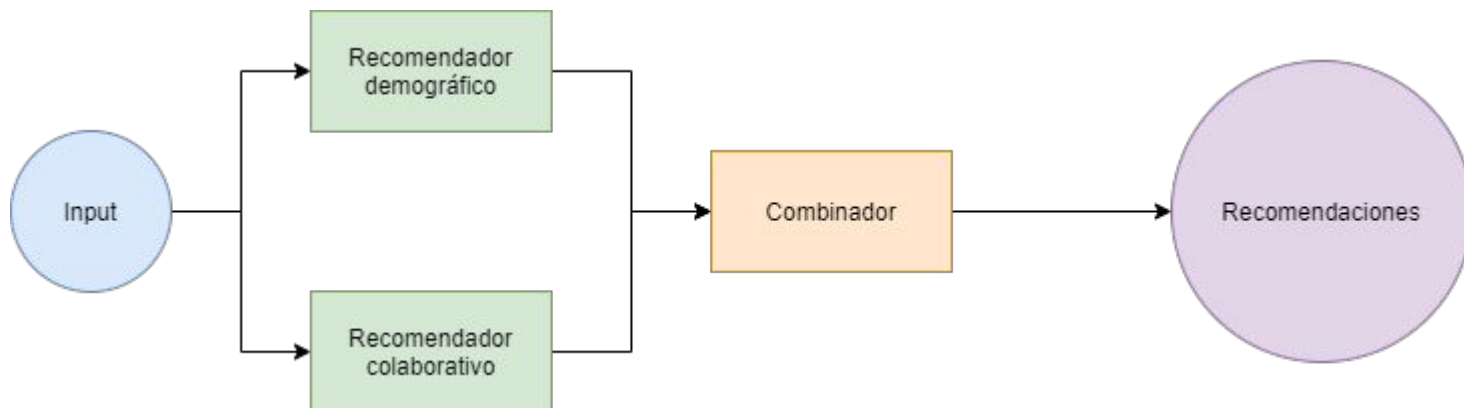 Input
Recomendador
demográfico
Recomendador
colaborativo
Combinador
Recomendaciones